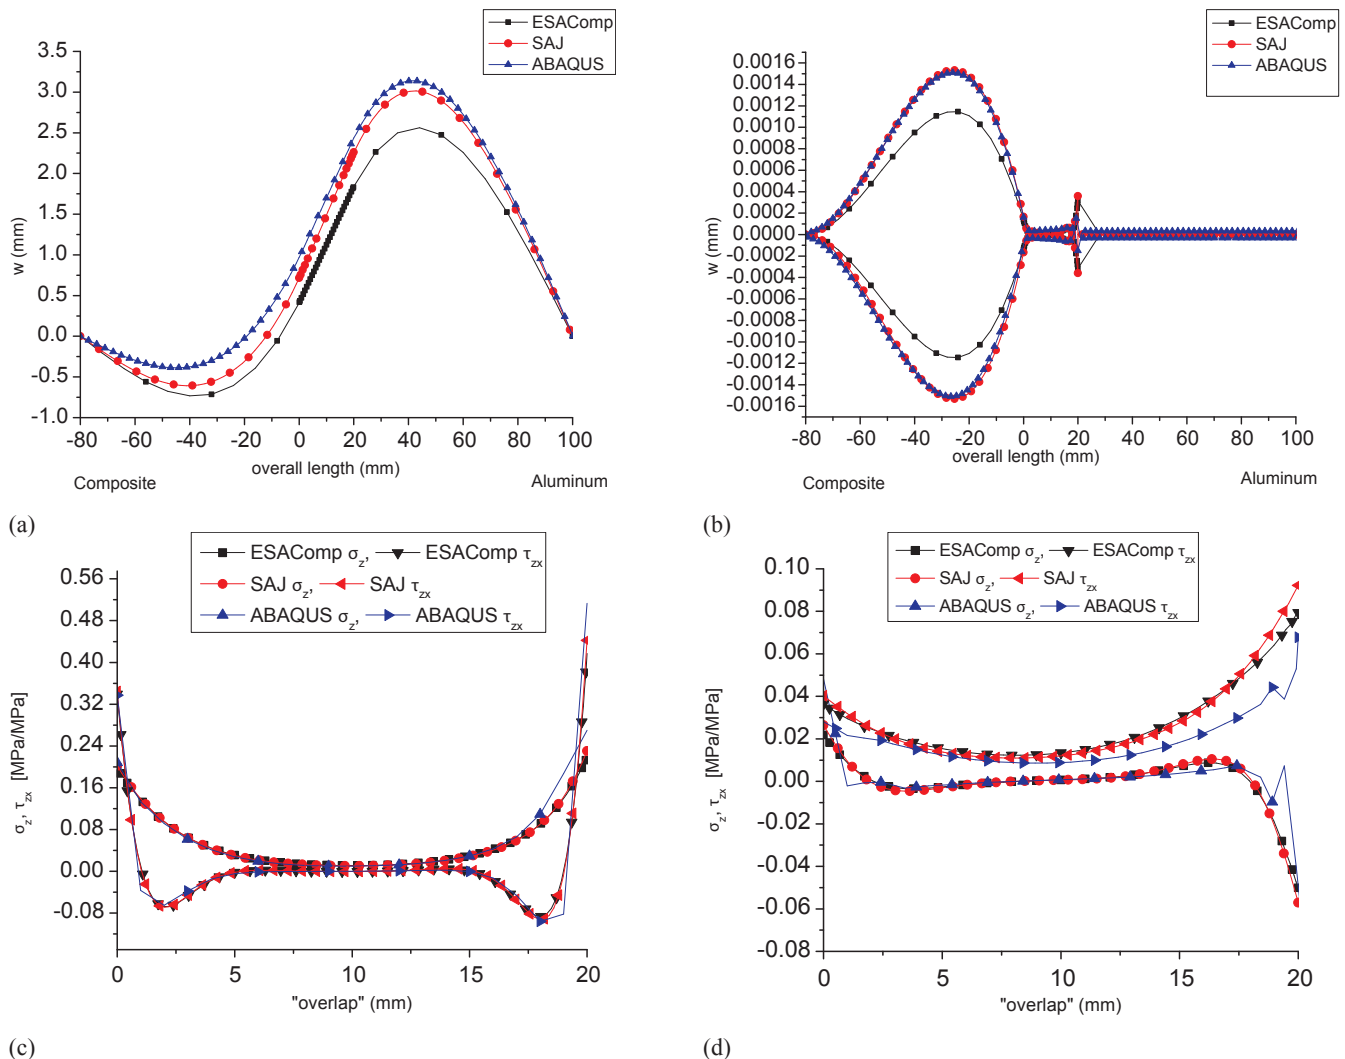 ESAComp
SAJ
ABAQUS
3.5
3.0
2.5
2.0
1.5
1.0
0.5
0.0
-0.5
-1.0
w (mm)
-80 -60 -40 -20 0 20 40 60 80 100
overall length (mm)
Composite Aluminum
(a)
ESAComp
SAJ
ABAQUS
0.0016
0.0014
0.0012
0.0010
0.0008
0.0006
0.0004
0.0002
0.0000
-0.0002
-0.0004
-0.0006
-0.0008
-0.0010
-0.0012
-0.0014
-0.0016
w (mm)
-80 -60 -40 -20 0 20 40 60 80 100
overall length (mm)
Composite Aluminum
(b)
ESAComp σz, ESAComp τzx
SAJ σz, SAJ τzx
ABAQUS σz, ABAQUS τzx
0.56
0.48
0.40
0.32
0.24
0.16
0.08
0.00
-0.08
σz, τzx [MPa/MPa]
0 5 10 15 20
"overlap" (mm)
(c)
ESAComp σz, ESAComp τzx
SAJ σz, SAJ τzx
ABAQUS σz, ABAQUS τzx
0.10
0.08
0.06
0.04
0.02
0.00
-0.02
-0.04
-0.06
-0.08
σz, τzx [MPa/MPa]
0 5 10 15 20
"overlap" (mm)
(d)